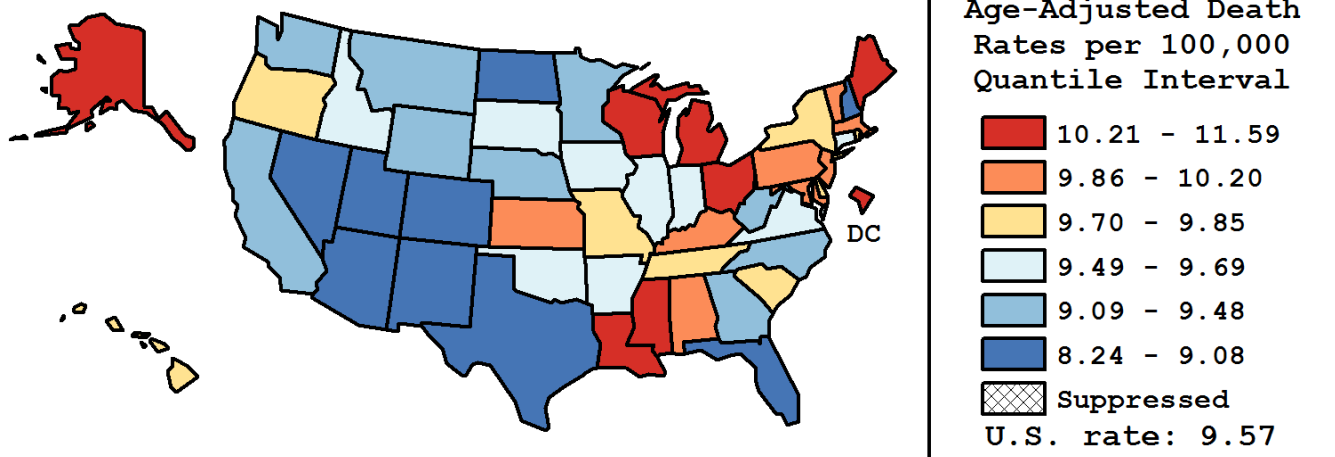 Age-Adjusted Death
Rates per 100,000
Quantile Interval
10.21 - 11.59
9.86 - 10.20
9.70 - 9.85
9.49 - 9.69
9.09 - 9.48
8.24 - 9.08
Suppressed
U.S. rate: 9.57
DC